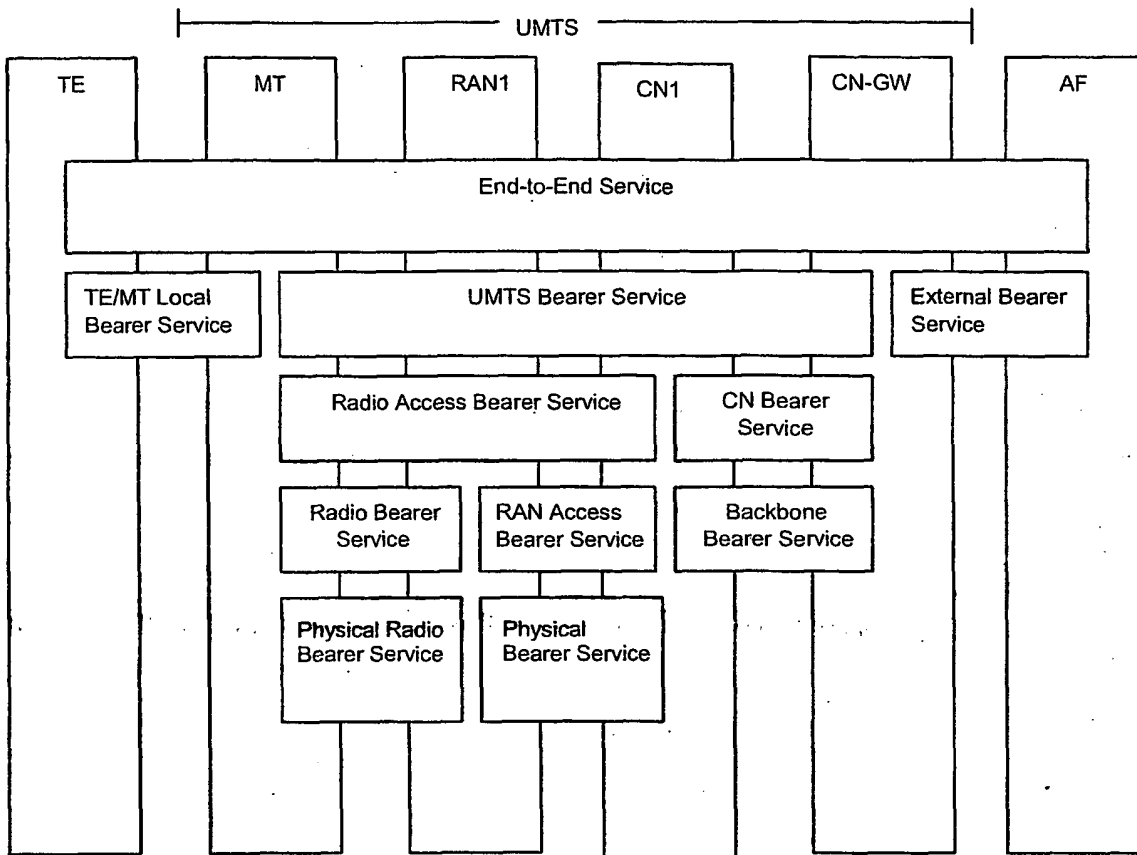 UMTS
TE
MT
RAN1
CN1
CN-GW
AF
End-to-End Service
TE/MT Local
Bearer Service
UMTS Bearer Service
External Bearer
Service
Radio Access Bearer Service
CN Bearer
Service
Radio Bearer
Service
RAN Access
Bearer Service
Backbone
Bearer Service
Physical Radio
Bearer Service
Physical
Bearer Service